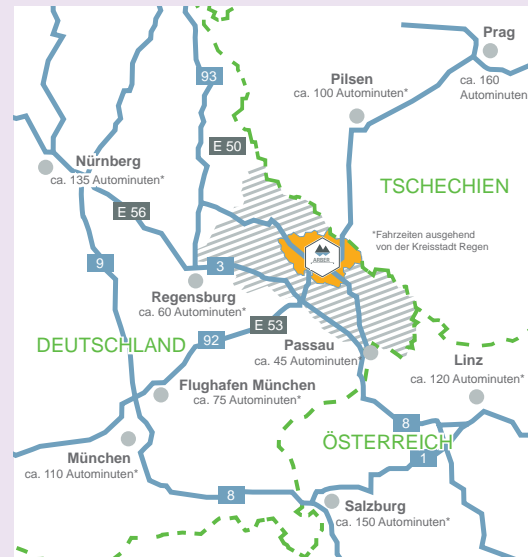 Prag
ca. 160
Autominuten
93
Pilsen
ca. 100 Autominuten*
E 50
Nürnberg
ca. 135 Autominuten*
TSCHECHIEN
E 56
*Fahrzeiten ausgehend
von der Kreisstadt Regen
ARBER
9
3
Regensburg
ca. 60 Autominuten*
E 53
DEUTSCHLAND
92
Passau
ca. 45 Autominuten*
Linz
ca. 120 Autominuten*
Flughafen München
ca. 75 Autominuten*
8
ÖSTERREICH
München
ca. 110 Autominuten*
1
8
Salzburg
ca. 150 Autominuten*